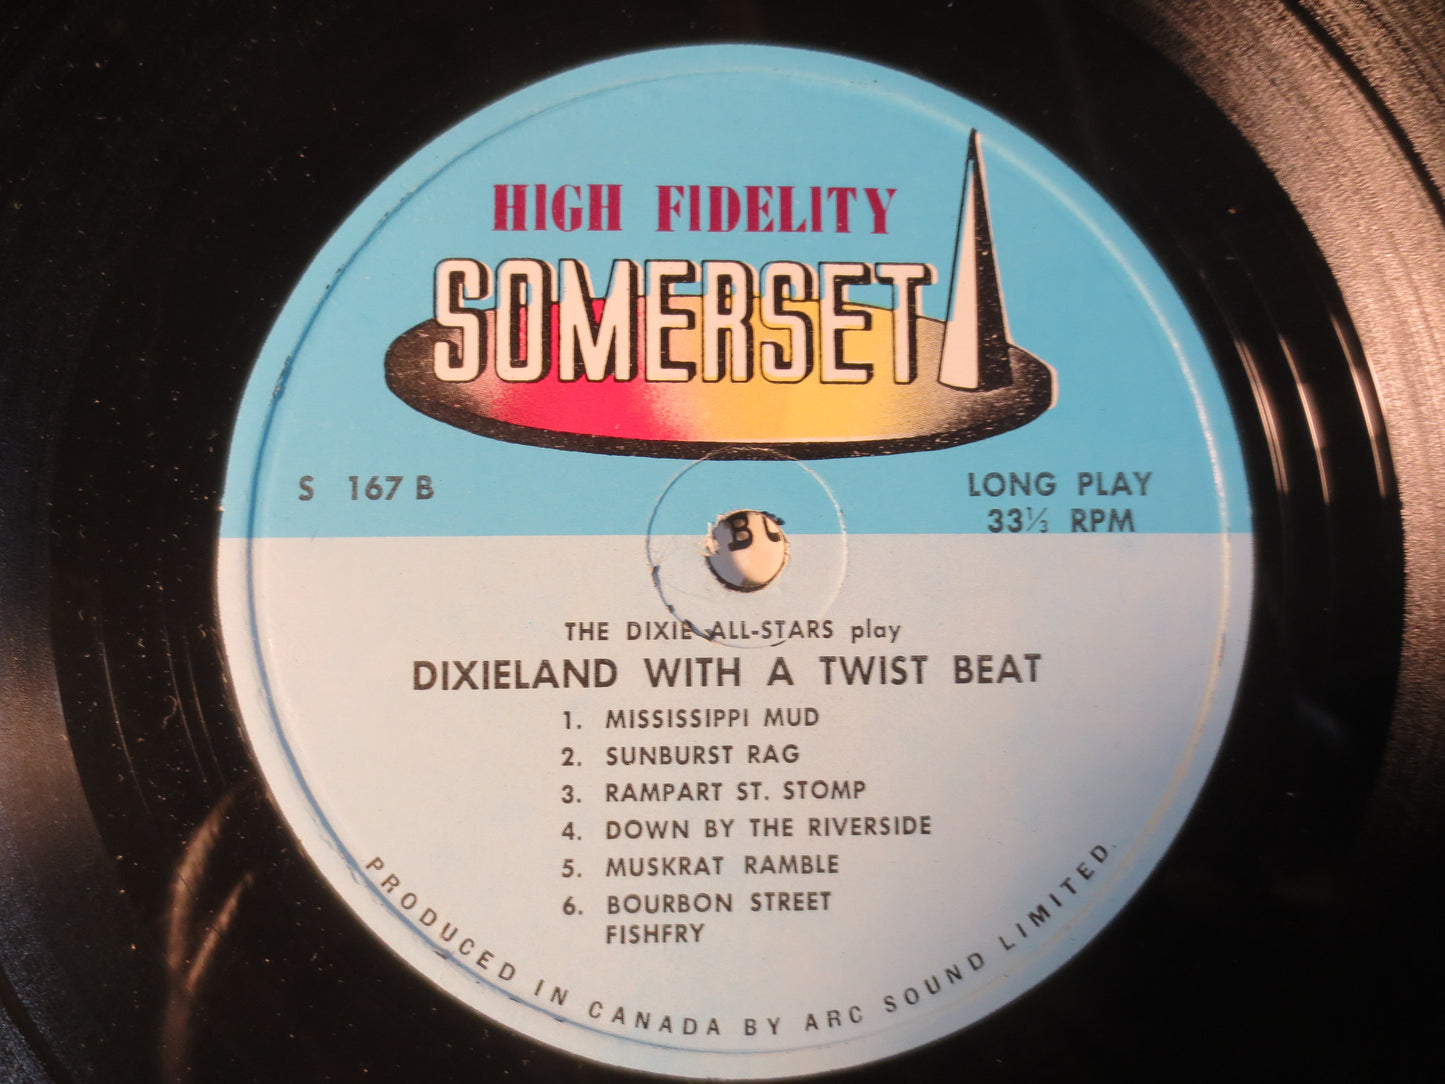 HIGH FIDELITY
SOMERSET
S 167 B
LONG PLAY
33⅓ RPM
THE DIXIE ALL-STARS play
DIXIELAND WITH A TWIST BEAT
1. MISSISSIPPI MUD
2. SUNBURST RAG
3. RAMPART ST. STOMP
4. DOWN BY THE RIVERSIDE
5. MUSKRAT RAMBLE
6. BOURBON STREET
FISHFRY
PRODUCED IN CANADA BY ARC SOUND LIMITED.